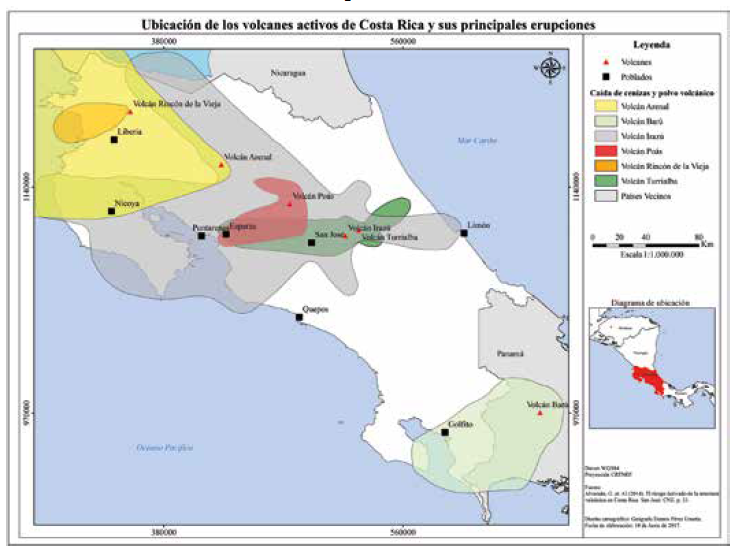 Ubicación de los volcanes activos de Costa Rica y sus principales erupciones
380000
560000
Nicaragua
Mar Caribe
Volcán Rincón de la Vieja
Liberia
Volcán Arenal
1140000
1140000
Nicoya
Volcán Poás
Puntarenas
Esparza
San José
Volcán Irazú
Volcán Turrialba
Limón
Quepos
Panamá
970000
970000
Volcán Barú
Golfito
Oceano Pacífico
380000
560000
Leyenda
Volcanes
Poblados
Caída de cenizas y polvo volcánico
Volcán Arenal
Volcán Barú
Volcán Irazú
Volcán Poás
Volcán Rincón de la Vieja
Volcán Turrialba
Países Vecinos
0 20 40 80
Km
Escala 1:1.000.000
Diagrama de ubicación
Datum WGS84
Proyección CRTM05
Fuente: